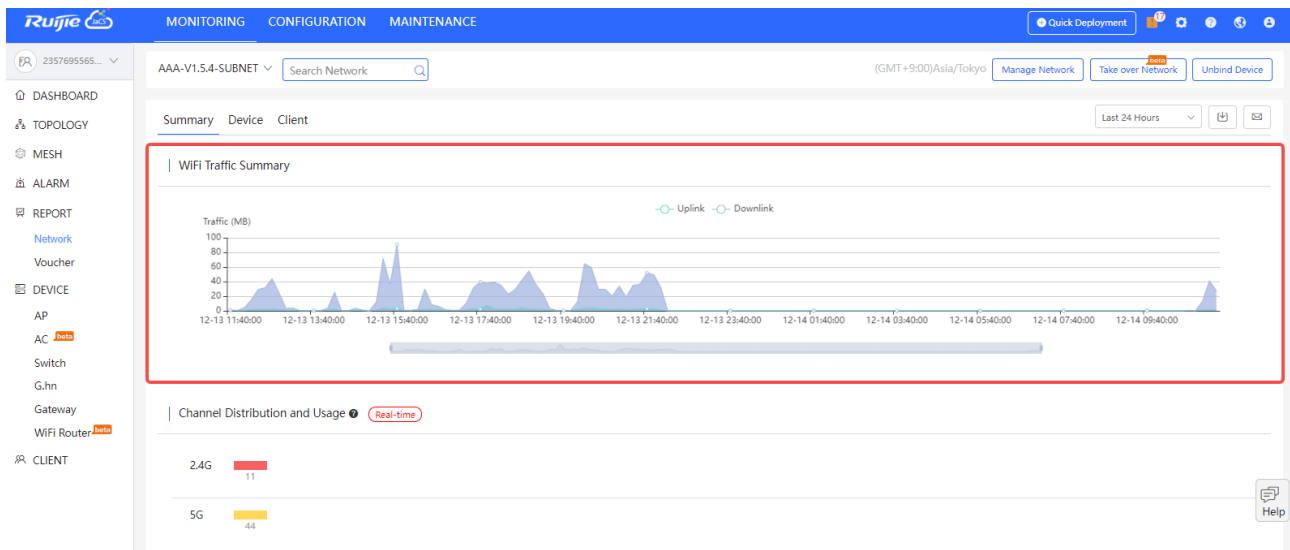 Ruijie JaCS MONITORING CONFIGURATION MAINTENANCE Quick Deployment 17
2357695565...
AAA-V1.5.4-SUBNET Search Network (GMT+9:00)Asia/Tokyo Manage Network Take over Network beta Unbind Device
DASHBOARD
TOPOLOGY
MESH
ALARM
REPORT
Network
Voucher
DEVICE
AP
AC beta
Switch
G.hn
Gateway
WiFi Router beta
CLIENT
Summary Device Client Last 24 Hours
WiFi Traffic Summary
Uplink Downlink
Traffic (MB)
100
80
60
40
20
0
12-13 11:40:00 12-13 13:40:00 12-13 15:40:00 12-13 17:40:00 12-13 19:40:00 12-13 21:40:00 12-13 23:40:00 12-14 01:40:00 12-14 03:40:00 12-14 05:40:00 12-14 07:40:00 12-14 09:40:00
Channel Distribution and Usage ? Real-time
2.4G
11
5G
44
Help